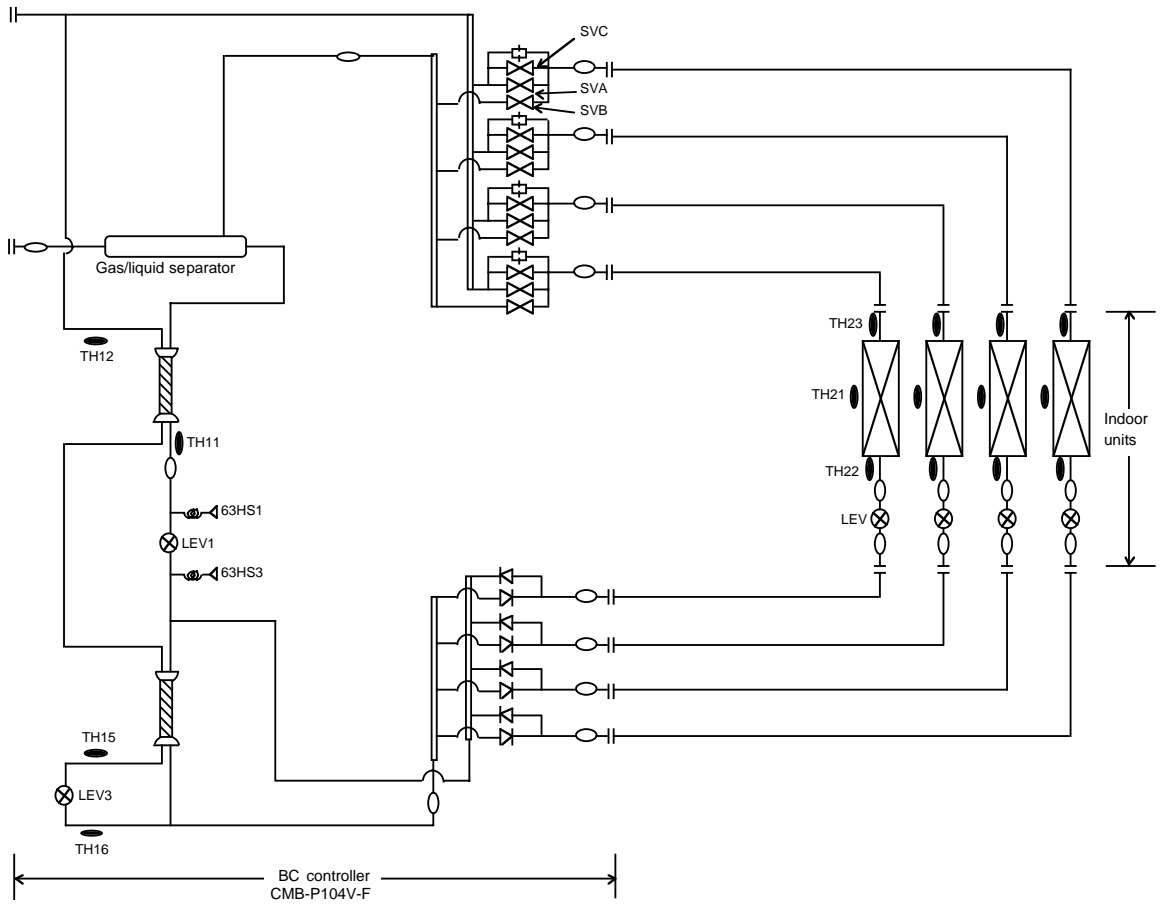 SVC
SVA
SVB
Gas/liquid separator
TH12
TH23
TH21
TH11
Indoor
units
TH22
63HS1
LEV
LEV1
63HS3
TH15
LEV3
TH16
BC controller
CMB-P104V-F